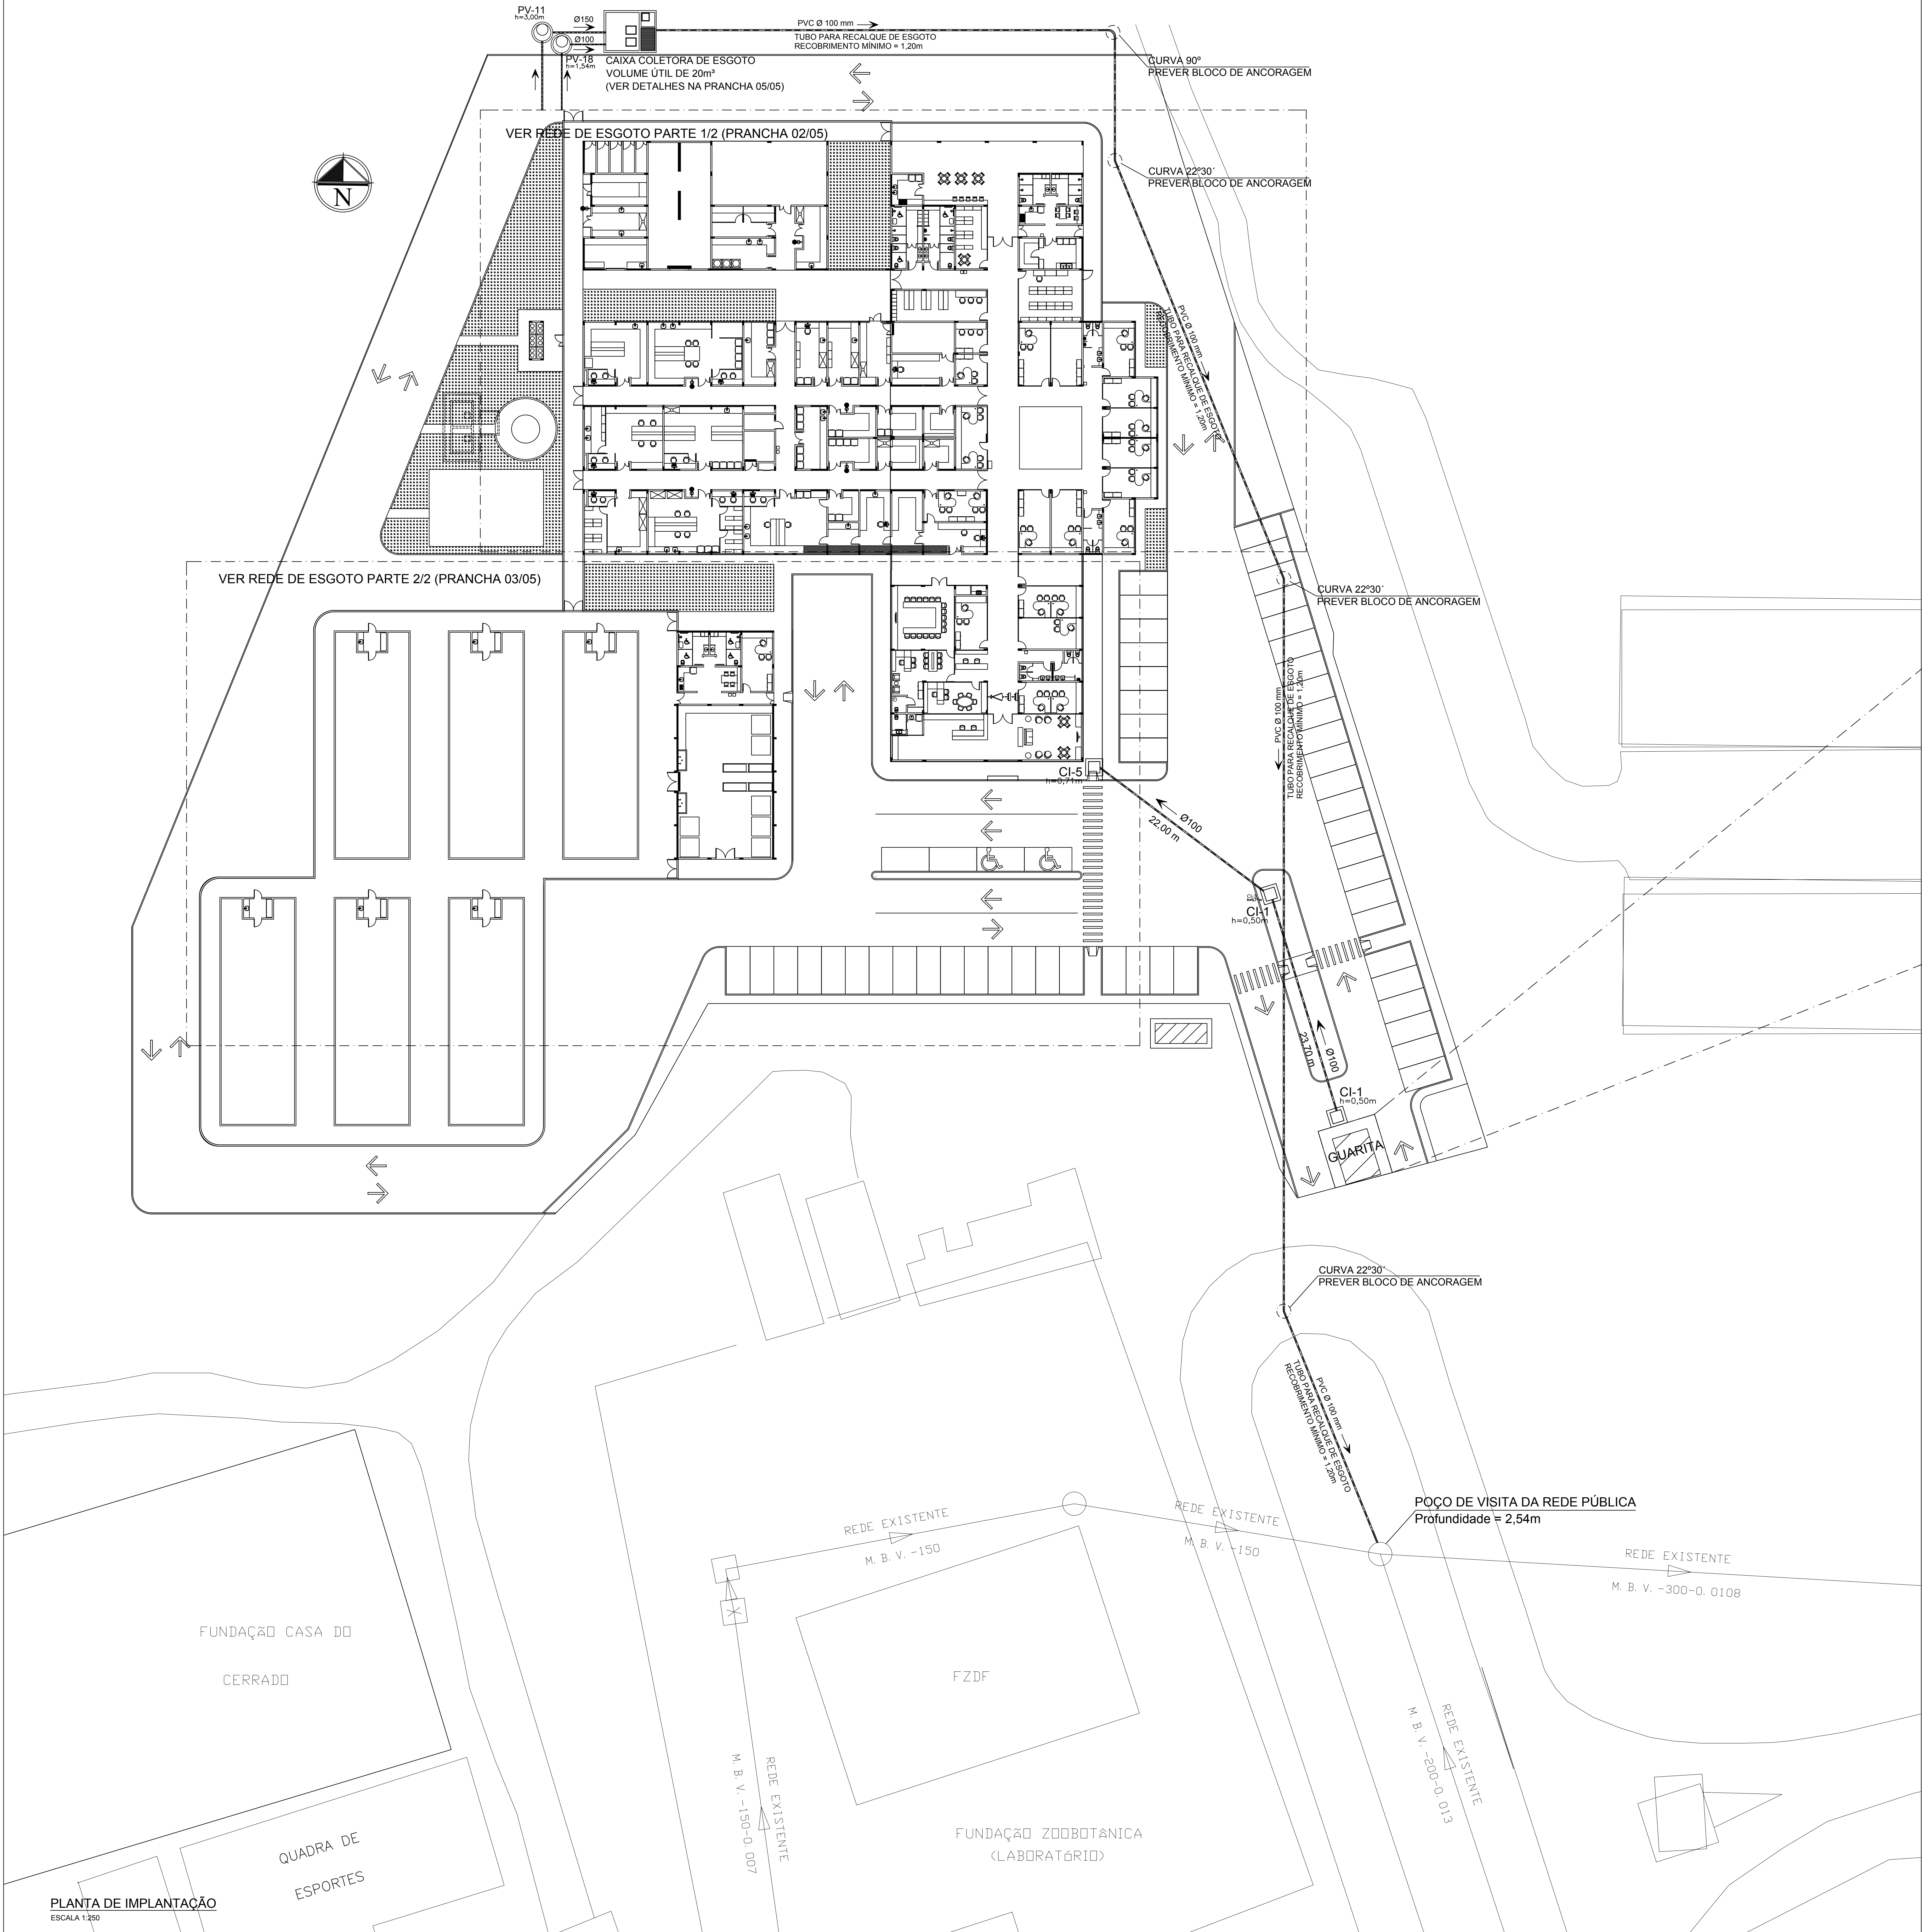 PV-11
h=3,00m
Ø150
Ø100
PV-18
h=1,54m
CAIXA COLETORA DE ESGOTO
VOLUME ÚTIL DE 20m³
(VER DETALHES NA PRANCHA 05/05)
PVC Ø 100 mm
TUBO PARA RECALQUE DE ESGOTO
RECOBRIMENTO MÍNIMO = 1,20m
CURVA 90º
PREVER BLOCO DE ANCORAGEM
VER REDE DE ESGOTO PARTE 1/2 (PRANCHA 02/05)
N
CURVA 22º30´
PREVER BLOCO DE ANCORAGEM
PVC Ø 100 mm
TUBO PARA RECALQUE DE ESGOTO
RECOBRIMENTO MÍNIMO = 1,20m
VER REDE DE ESGOTO PARTE 2/2 (PRANCHA 03/05)
CURVA 22º30´
PREVER BLOCO DE ANCORAGEM
PVC Ø 100 mm
TUBO PARA RECALQUE DE ESGOTO
RECOBRIMENTO MÍNIMO = 1,20m
CI-5
h=0,71m
Ø100
22,00 m
CI-1
h=0,50m
Ø100
23,70 m
CI-1
h=0,50m
GUARITA
CURVA 22º30´
PREVER BLOCO DE ANCORAGEM
PVC Ø 100 mm
TUBO PARA RECALQUE DE ESGOTO
RECOBRIMENTO MÍNIMO = 1,20m
POÇO DE VISITA DA REDE PÚBLICA
Profundidade = 2,54m
REDE EXISTENTE
M. B. V. -150
REDE EXISTENTE
M. B. V. -150
REDE EXISTENTE
M. B. V. -300-0. 0108
FUNDAÇãO CASA DO
CERRADO
FZDF
REDE EXISTENTE
M. B. V. -200-0. 013
REDE EXISTENTE
M. B. V. -150-0. 007
FUNDAÇãO ZOOBOTâNICA
(LABORATóRIO)
QUADRA DE
ESPORTES
PLANTA DE IMPLANTAÇÃO
ESCALA 1:250